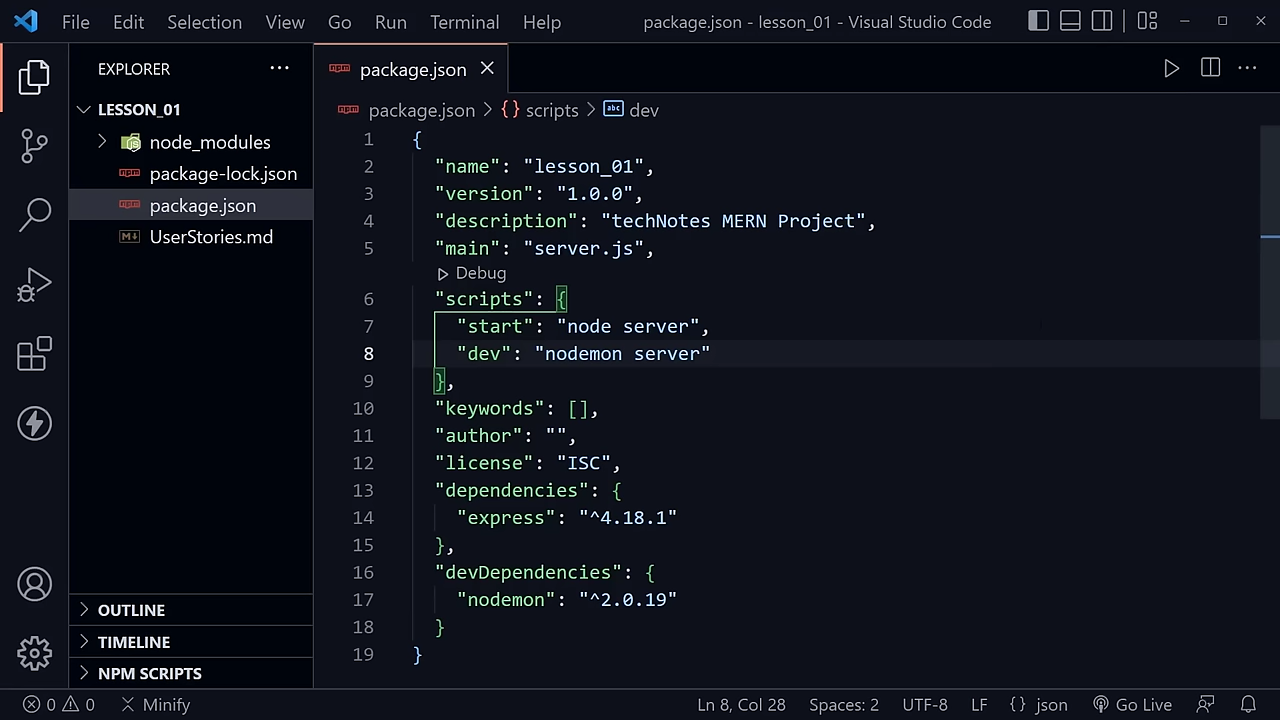 File Edit Selection View Go Run Terminal Help package.json - lesson_01 - Visual Studio Code
EXPLORER
LESSON_01
node_modules
package-lock.json
package.json
UserStories.md
OUTLINE
TIMELINE
NPM SCRIPTS
package.json
package.json > {} scripts > abc dev
1 {
2 "name": "lesson_01",
3 "version": "1.0.0",
4 "description": "techNotes MERN Project",
5 "main": "server.js",
Debug
6 "scripts": {
7 "start": "node server",
8 "dev": "nodemon server"
9 },
10 "keywords": [],
11 "author": "",
12 "license": "ISC",
13 "dependencies": {
14 "express": "^4.18.1"
15 },
16 "devDependencies": {
17 "nodemon": "^2.0.19"
18 }
19 }
0 0 Minify Ln 8, Col 28 Spaces: 2 UTF-8 LF {} json Go Live